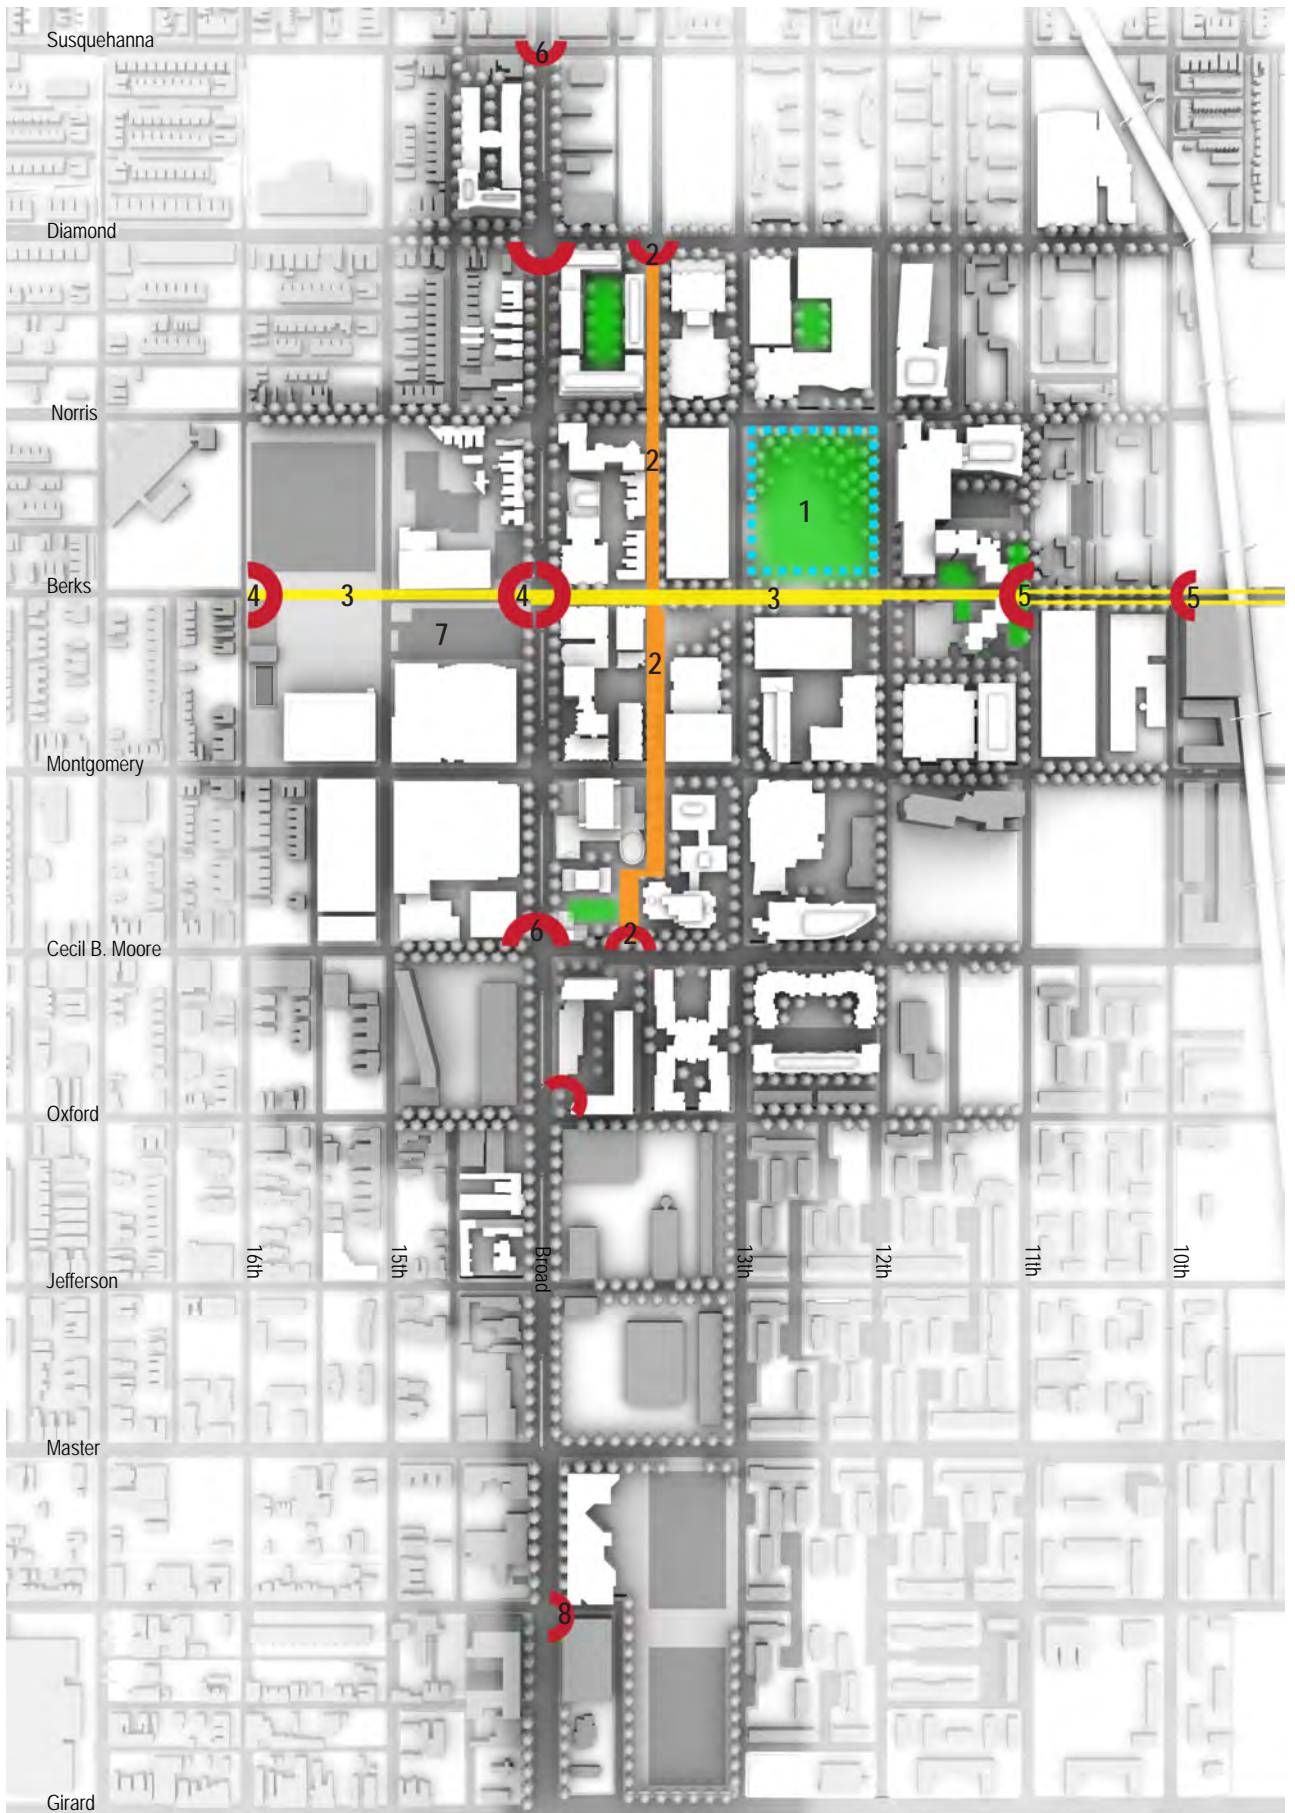 Susquehanna
6
Diamond
2
Norris
2
1
Berks
4
3
4
3
5
5
7
2
Montgomery
6
2
Cecil B. Moore
Oxford
16th
15th
Broad
13th
12th
11th
10th
Jefferson
Master
8
Girard